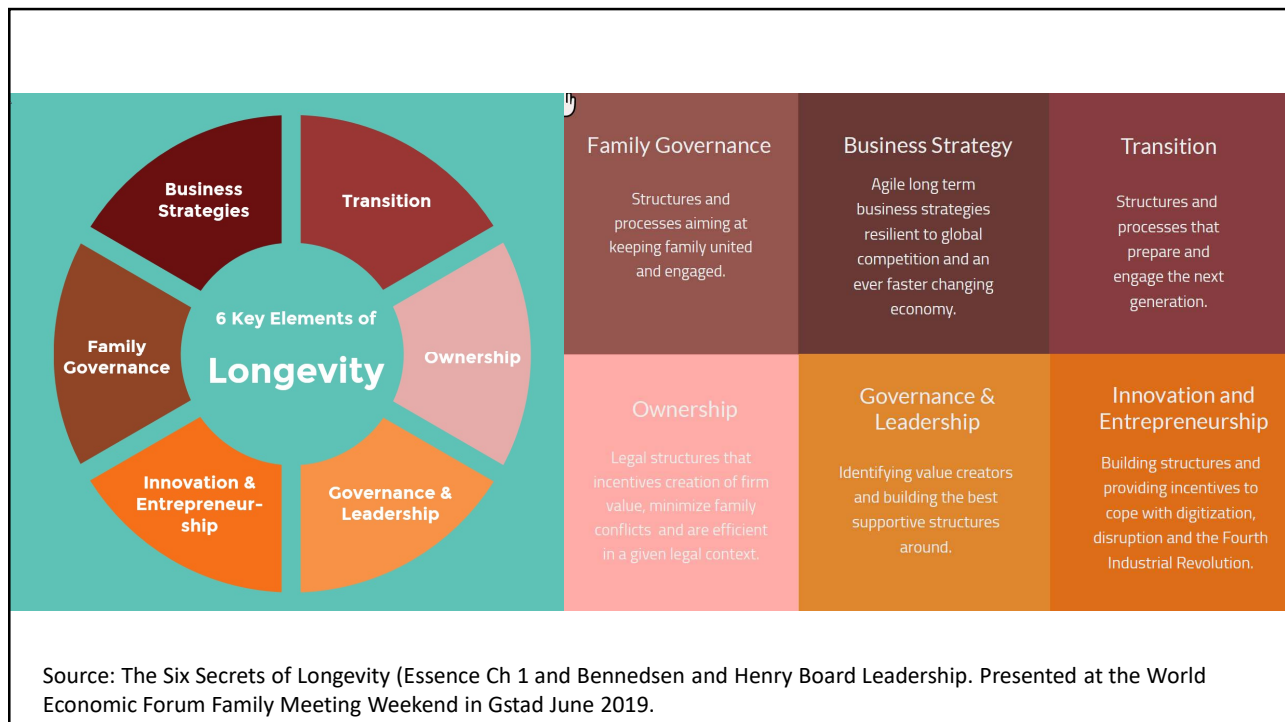 Business
Strategies
Transition
Family
Governance
6 Key Elements of
Longevity
Ownership
Innovation &
Entrepreneur-
ship
Governance &
Leadership
Family Governance
Structures and
processes aiming at
keeping family united
and engaged.
Business Strategy
Agile long term
business strategies
resilient to global
competition and an
ever faster changing
economy.
Transition
Structures and
processes that
prepare and
engage the next
generation.
Ownership
Legal structures that
incentives creation of firm
value, minimize family
conflicts and are efficient
in a given legal context.
Governance &
Leadership
Identifying value creators
and building the best
supportive structures
around.
Innovation and
Entrepreneurship
Building structures and
providing incentives to
cope with digitization,
disruption and the Fourth
Industrial Revolution.
Source: The Six Secrets of Longevity (Essence Ch 1 and Bennedsen and Henry Board Leadership. Presented at the World
Economic Forum Family Meeting Weekend in Gstad June 2019.